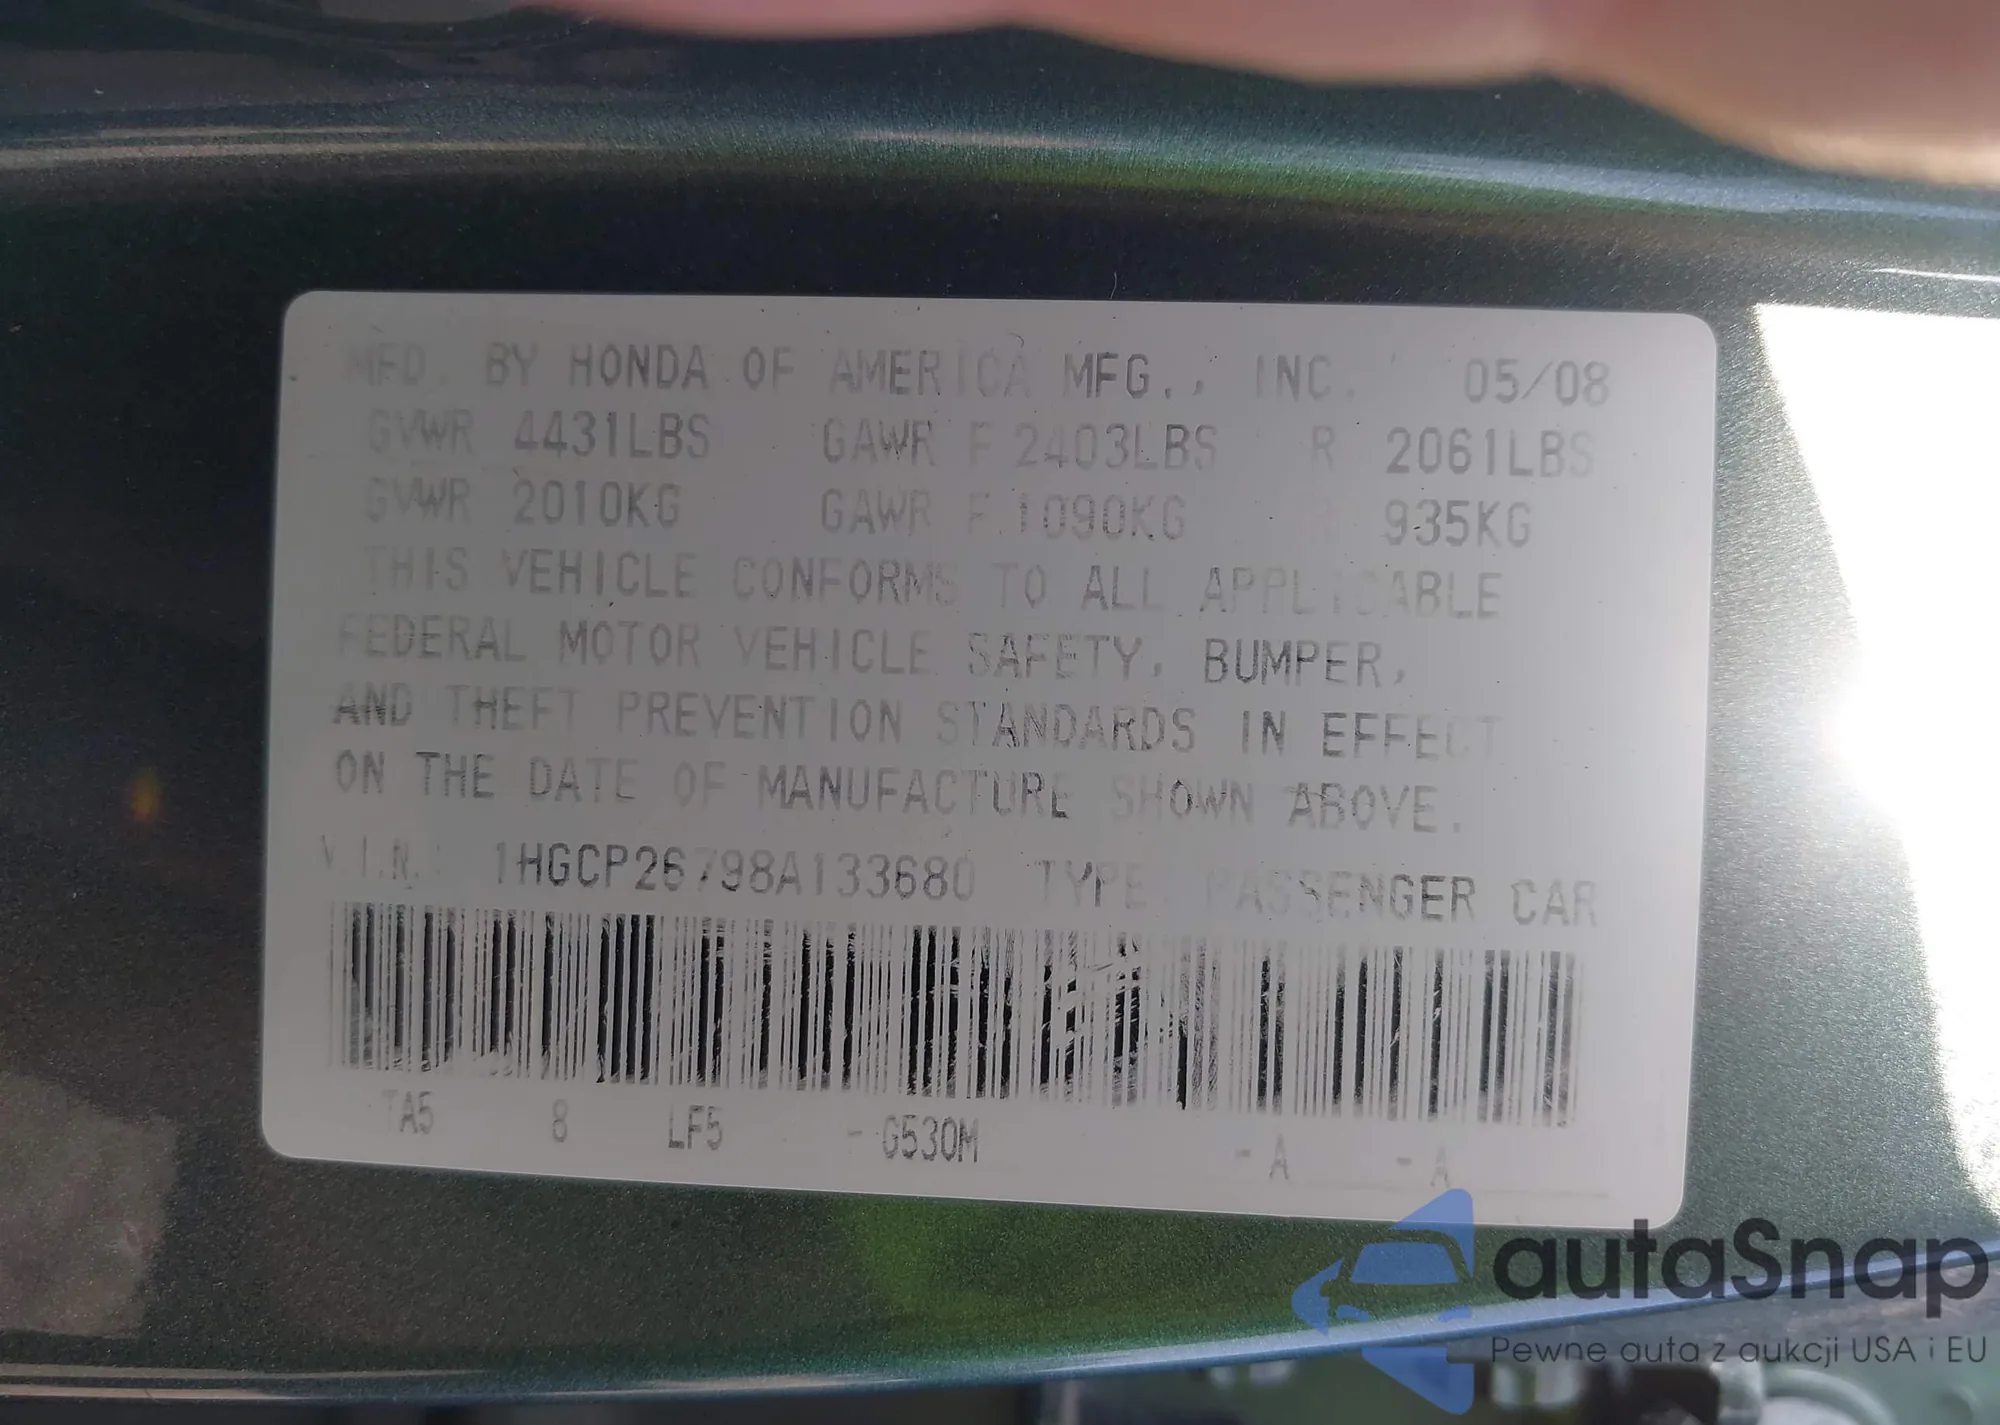 MFD. BY HONDA OF AMERICA MFG., INC. 05/08
GVWR 4431LBS GAWR F 2403LBS R 2061LBS
GVWR 2010KG GAWR F 1090KG R 935KG
THIS VEHICLE CONFORMS TO ALL APPLICABLE
FEDERAL MOTOR VEHICLE SAFETY, BUMPER,
AND THEFT PREVENTION STANDARDS IN EFFECT
ON THE DATE OF MANUFACTURE SHOWN ABOVE.
V.I.N.: 1HGCP26798A133680 TYPE: PASSENGER CAR
TA5 8 LF5 - G530M - A - A
autaSnap
Pewne auta z aukcji USA i EU